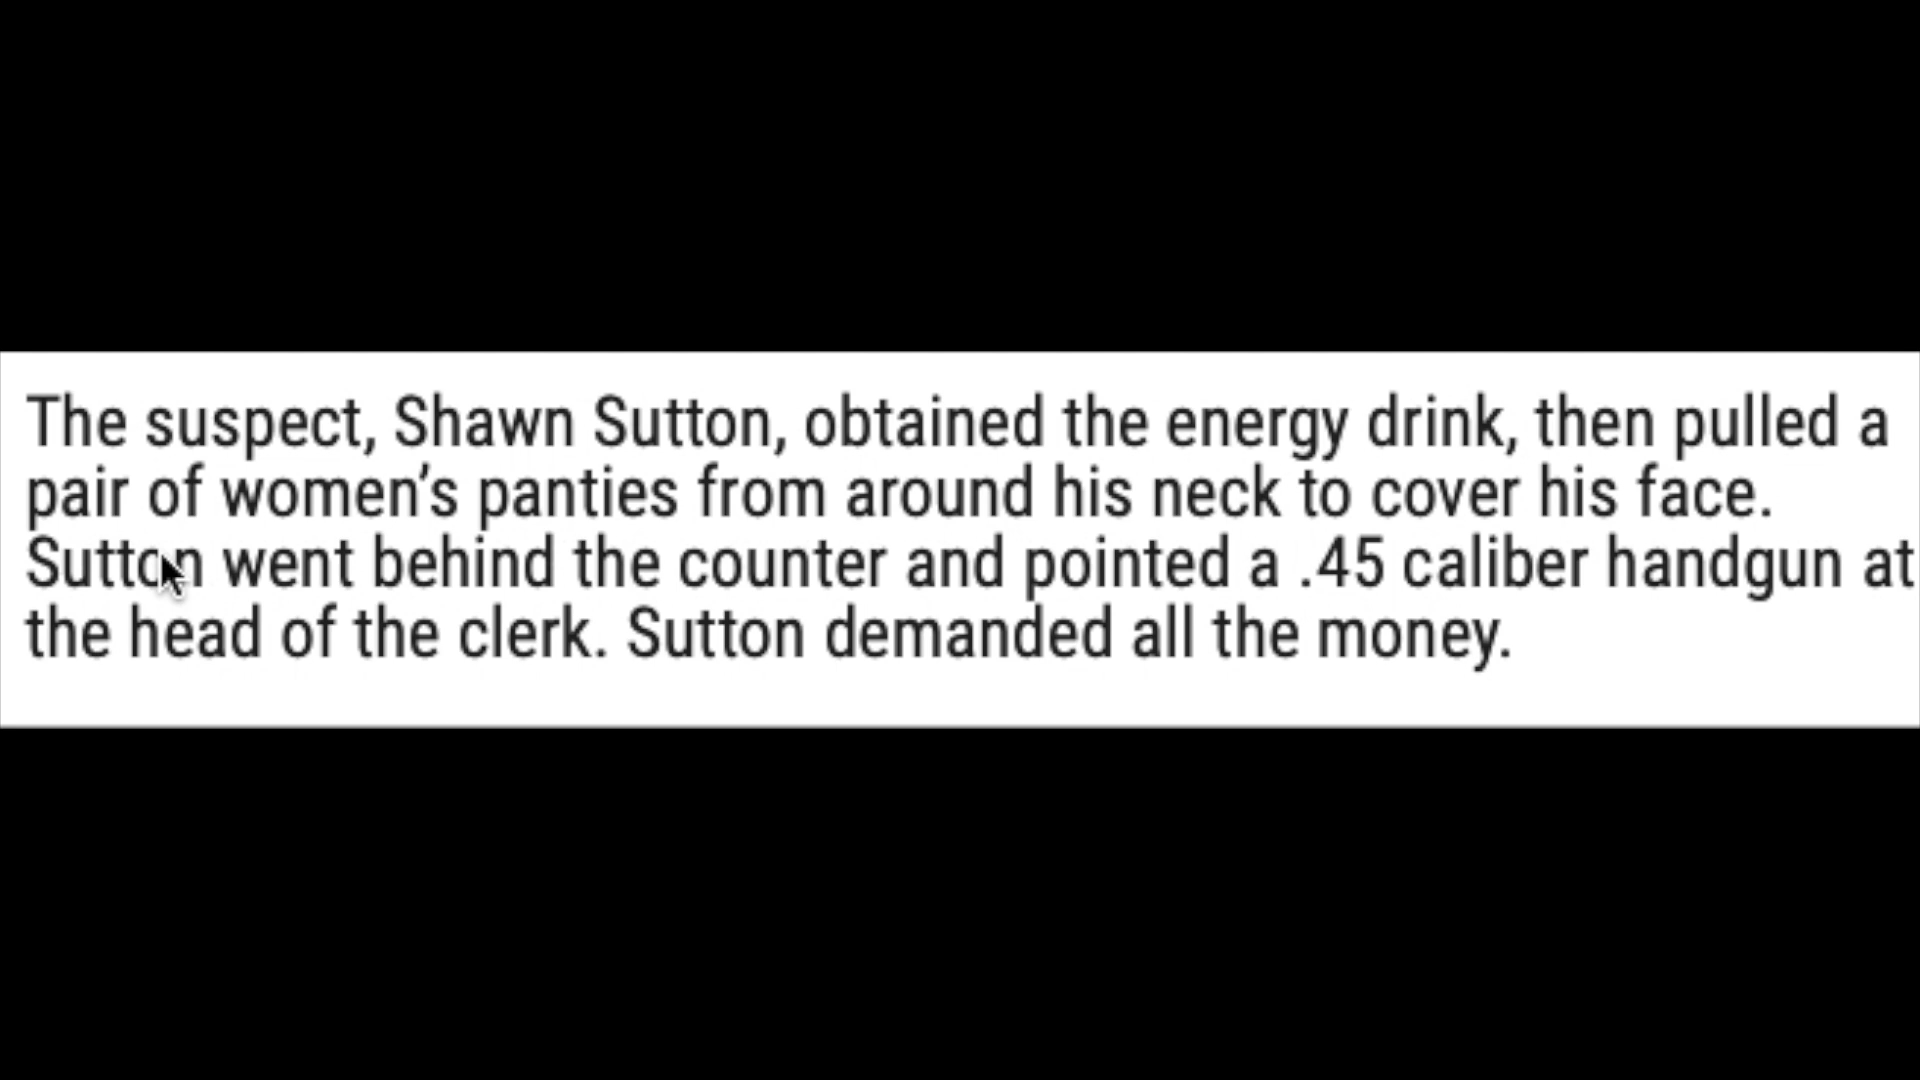 The suspect, Shawn Sutton, obtained the energy drink, then pulled a
pair of women’s panties from around his neck to cover his face.
Sutton went behind the counter and pointed a .45 caliber handgun at
the head of the clerk. Sutton demanded all the money.